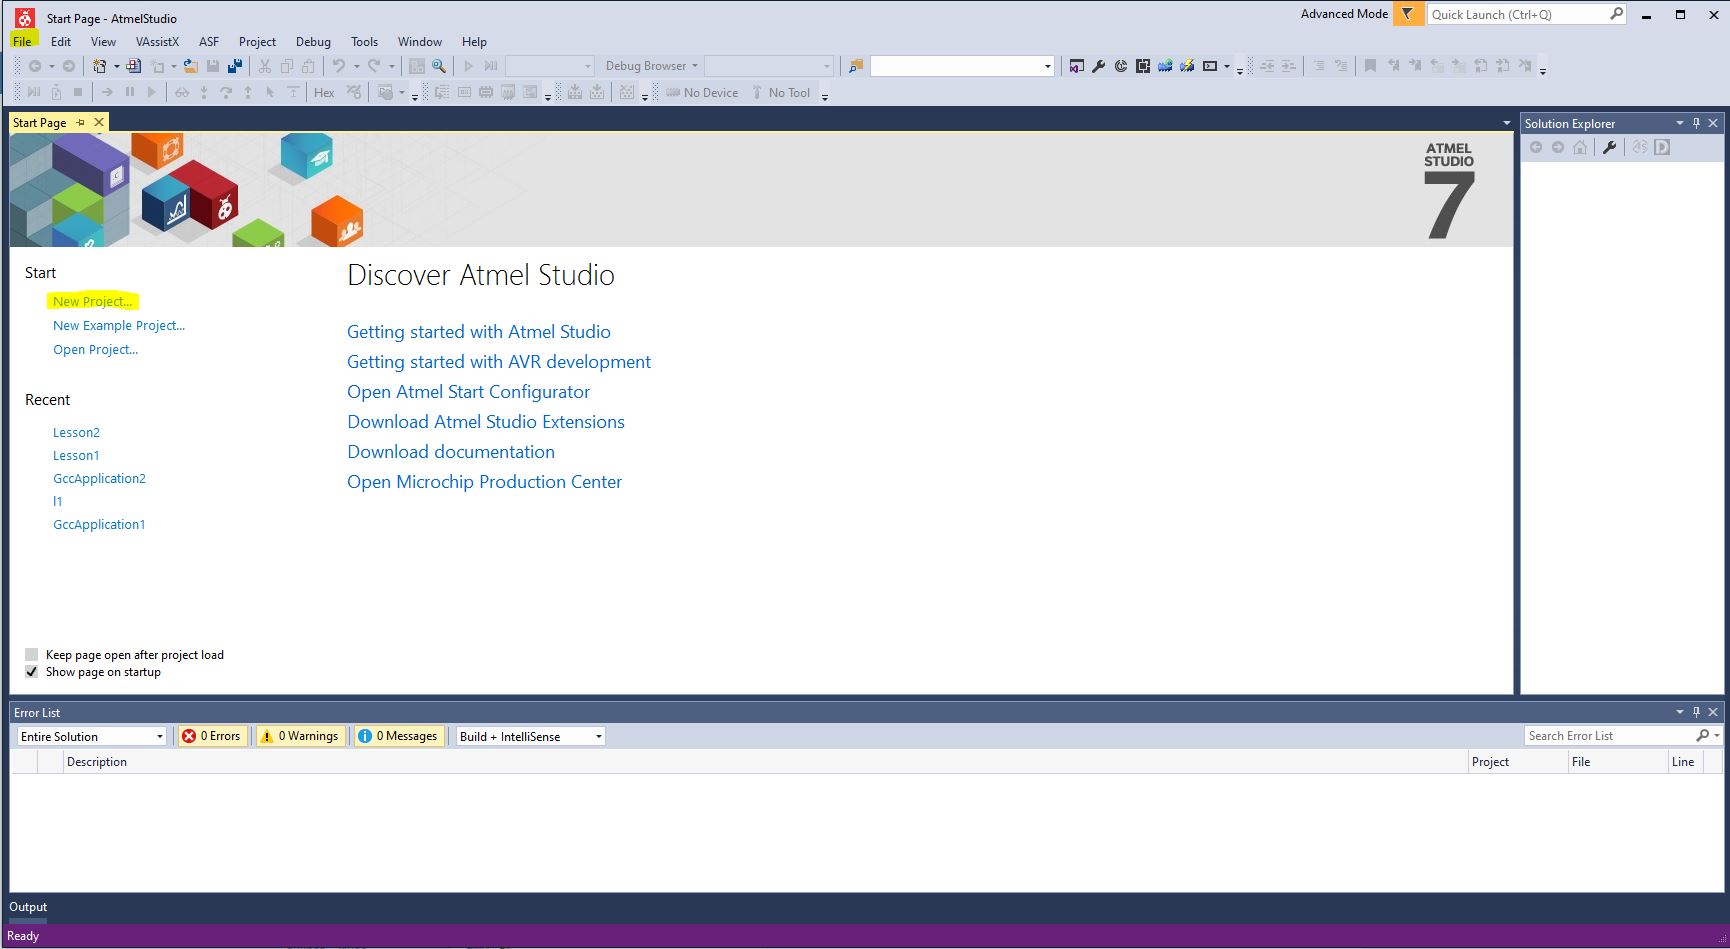 Start Page - AtmelStudio
Advanced Mode
Quick Launch (Ctrl+Q)
File Edit View VAssistX ASF Project Debug Tools Window Help
Debug Browser
Hex
No Device
No Tool
Start Page
Solution Explorer
ATMEL
STUDIO
7
Start
New Project...
New Example Project...
Open Project...
Recent
Lesson2
Lesson1
GccApplication2
l1
GccApplication1
Discover Atmel Studio
Getting started with Atmel Studio
Getting started with AVR development
Open Atmel Start Configurator
Download Atmel Studio Extensions
Download documentation
Open Microchip Production Center
Keep page open after project load
Show page on startup
Error List
Entire Solution
0 Errors
0 Warnings
0 Messages
Build + IntelliSense
Search Error List
Description Project File Line
Output
Ready